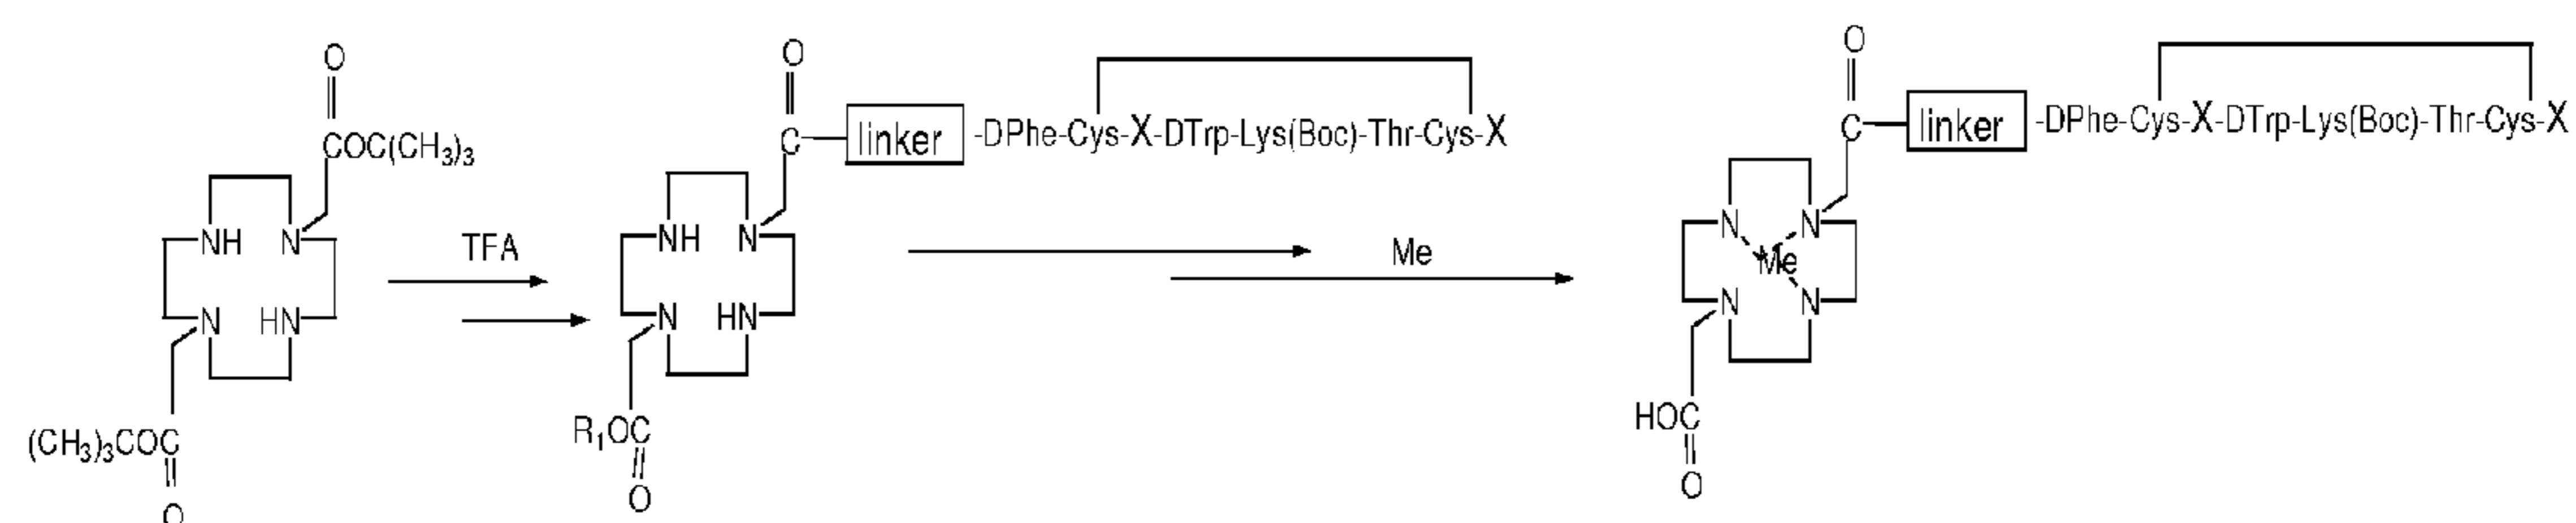 O
COC(CH3)3
NH N
N HN
(CH3)3COC
O
TFA
O
C linker -DPhe-Cys-X-DTrp-Lys(Boc)-Thr-Cys-X
NH N
N HN
R1OC
O
Me
O
C linker -DPhe-Cys-X-DTrp-Lys(Boc)-Thr-Cys-X
N N
Me
N N
HOC
O